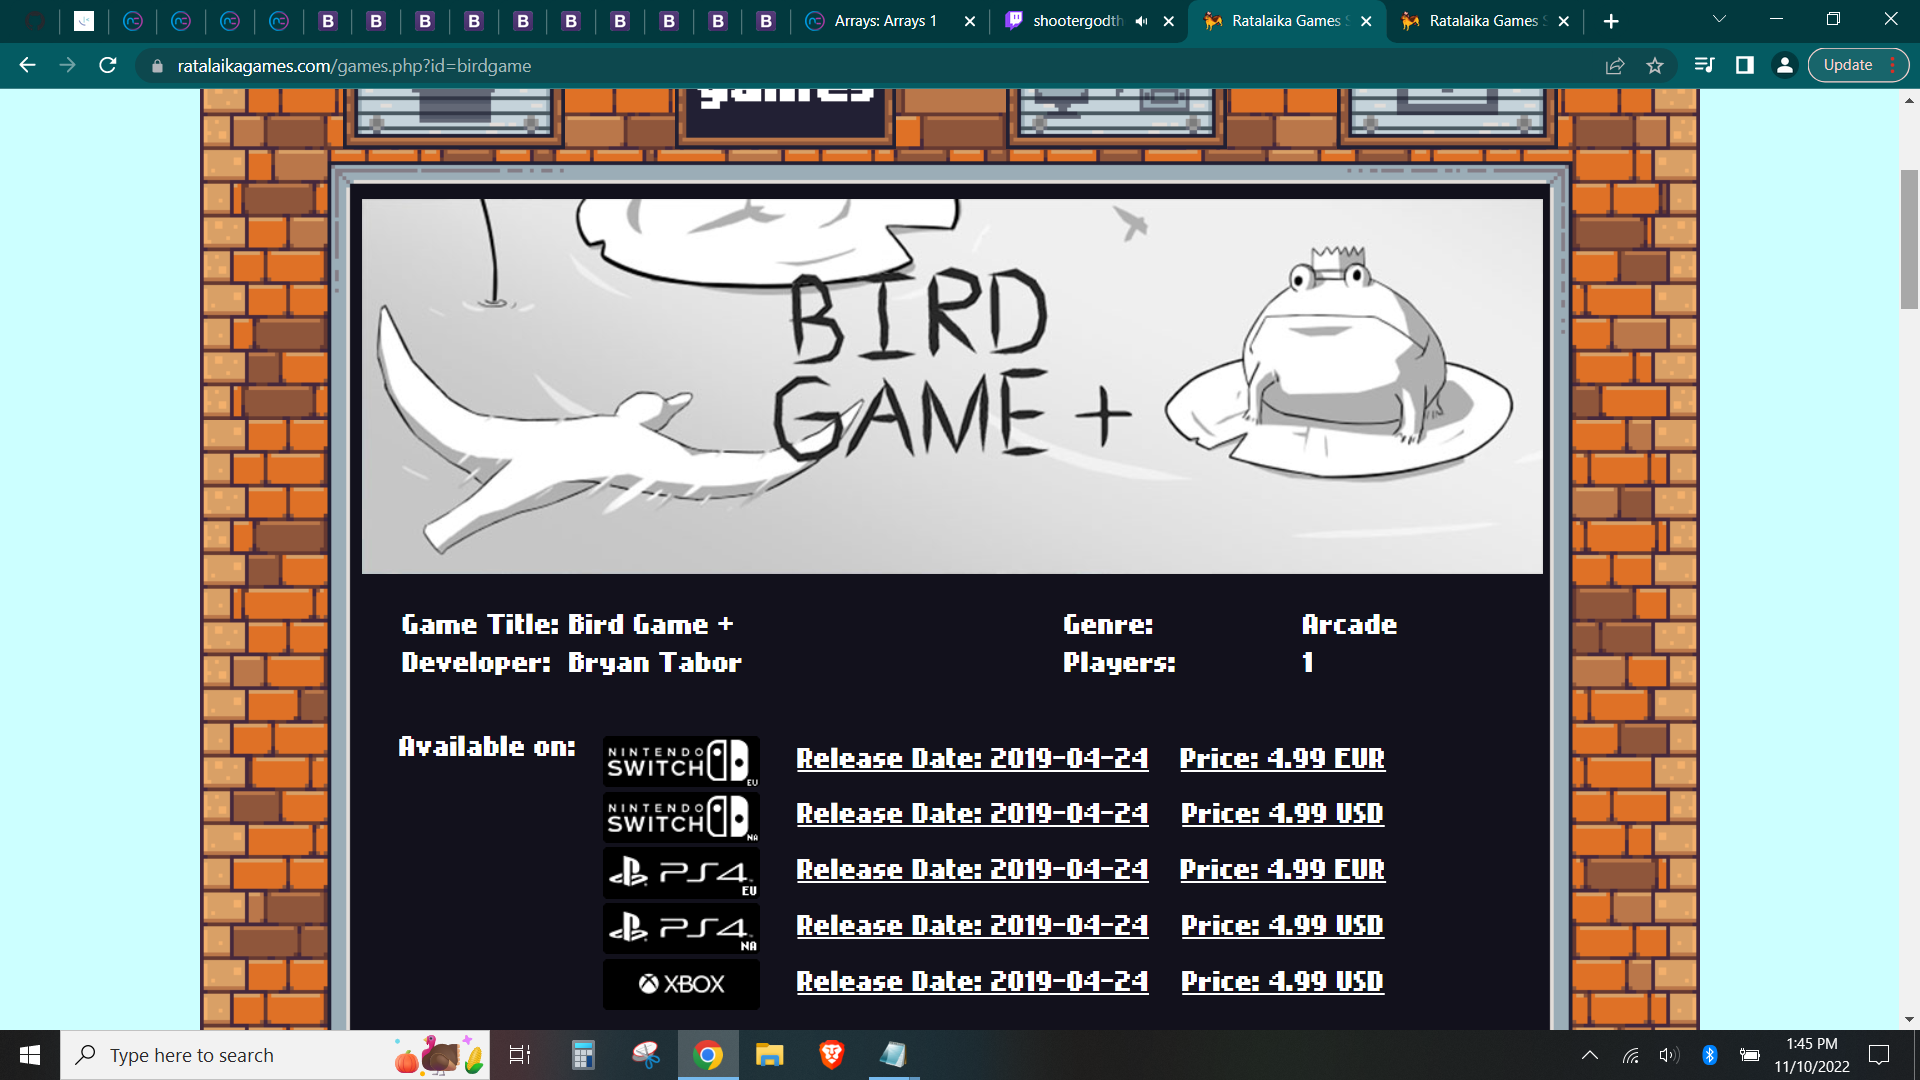 B B B B B B B B B B Arrays: Arrays 1 shootergodth Ratalaika Games S Ratalaika Games S
ratalaikagames.com/games.php?id=birdgame Update
games
BIRD
GAME +
Game Title: Bird Game + Genre: Arcade
Developer: Bryan Tabor Players: 1
Available on: NINTENDO SWITCH EU Release Date: 2019-04-24 Price: 4.99 EUR
NINTENDO SWITCH NA Release Date: 2019-04-24 Price: 4.99 USD
PS4 EU Release Date: 2019-04-24 Price: 4.99 EUR
PS4 NA Release Date: 2019-04-24 Price: 4.99 USD
XBOX Release Date: 2019-04-24 Price: 4.99 USD
Type here to search
1:45 PM
11/10/2022